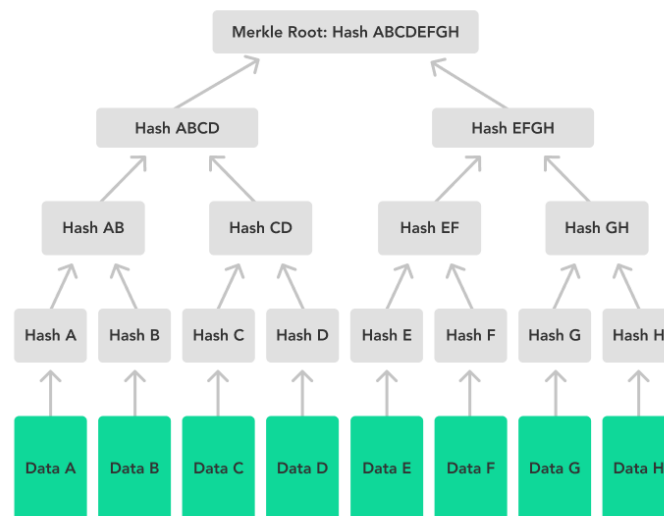 Merkle Root: Hash ABCDEFGH
Hash ABCD
Hash EFGH
Hash AB
Hash CD
Hash EF
Hash GH
Hash A
Hash B
Hash C
Hash D
Hash E
Hash F
Hash G
Hash H
Data A
Data B
Data C
Data D
Data E
Data F
Data G
Data H